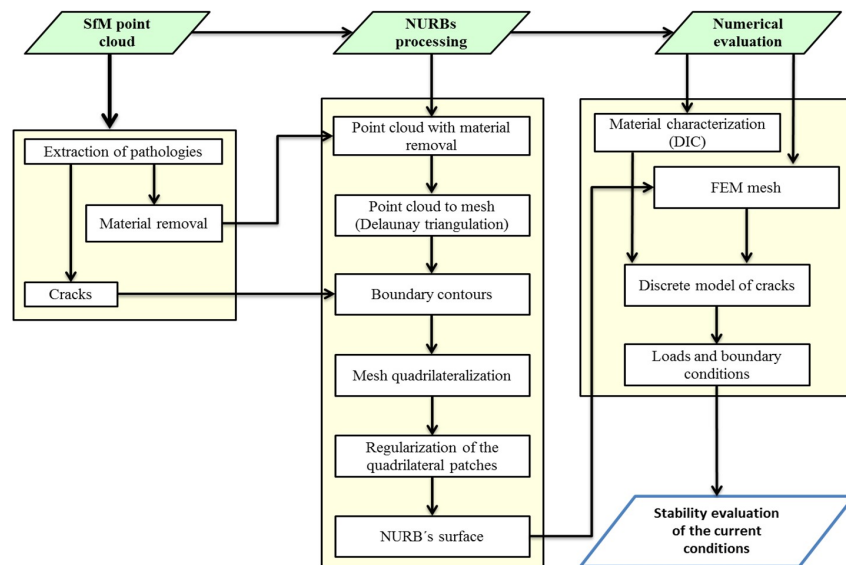 SfM point
cloud
NURBs
processing
Numerical
evaluation
Extraction of pathologies
Material removal
Cracks
Point cloud with material
removal
Point cloud to mesh
(Delaunay triangulation)
Boundary contours
Mesh quadrilateralization
Regularization of the
quadrilateral patches
NURB´s surface
Material characterization
(DIC)
FEM mesh
Discrete model of cracks
Loads and boundary
conditions
Stability evaluation
of the current
conditions